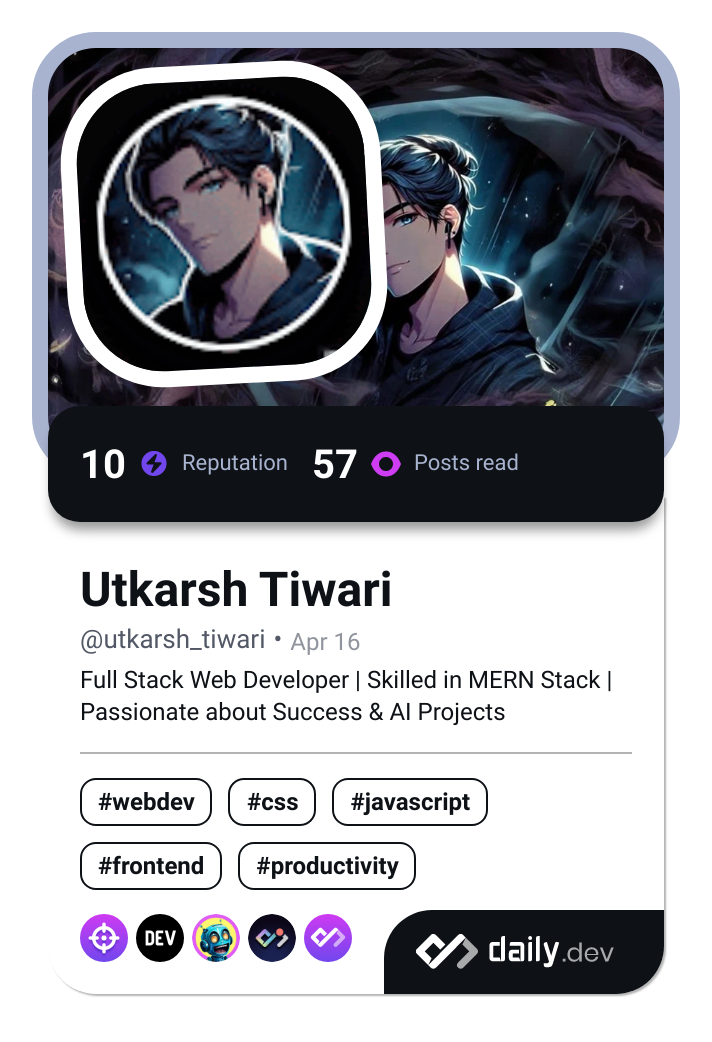 10 Reputation 57 Posts read
Utkarsh Tiwari
@utkarsh_tiwari • Apr 16
Full Stack Web Developer | Skilled in MERN Stack |
Passionate about Success & AI Projects
#webdev #css #javascript
#frontend #productivity
DEV
daily.dev